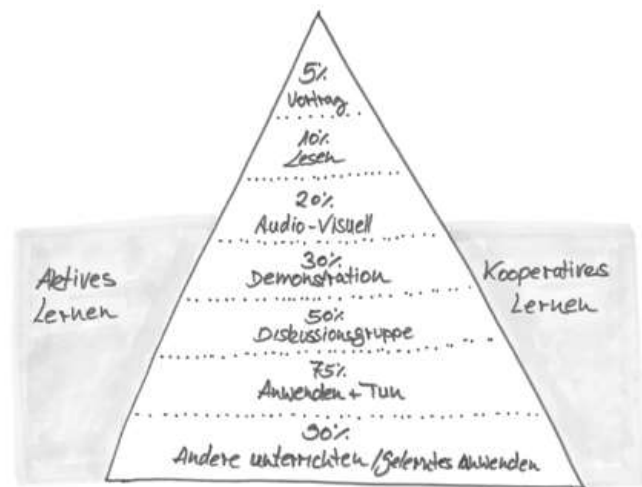 5%
Vortrag
10%
Lesen
20%
Audio-Visuell
30%
Demonstration
Aktives
Lernen
Kooperatives
Lernen
50%
Diskussionsgruppe
75%
Anwenden + Tun
90%
Andere unterrichten / gelerntes Anwenden